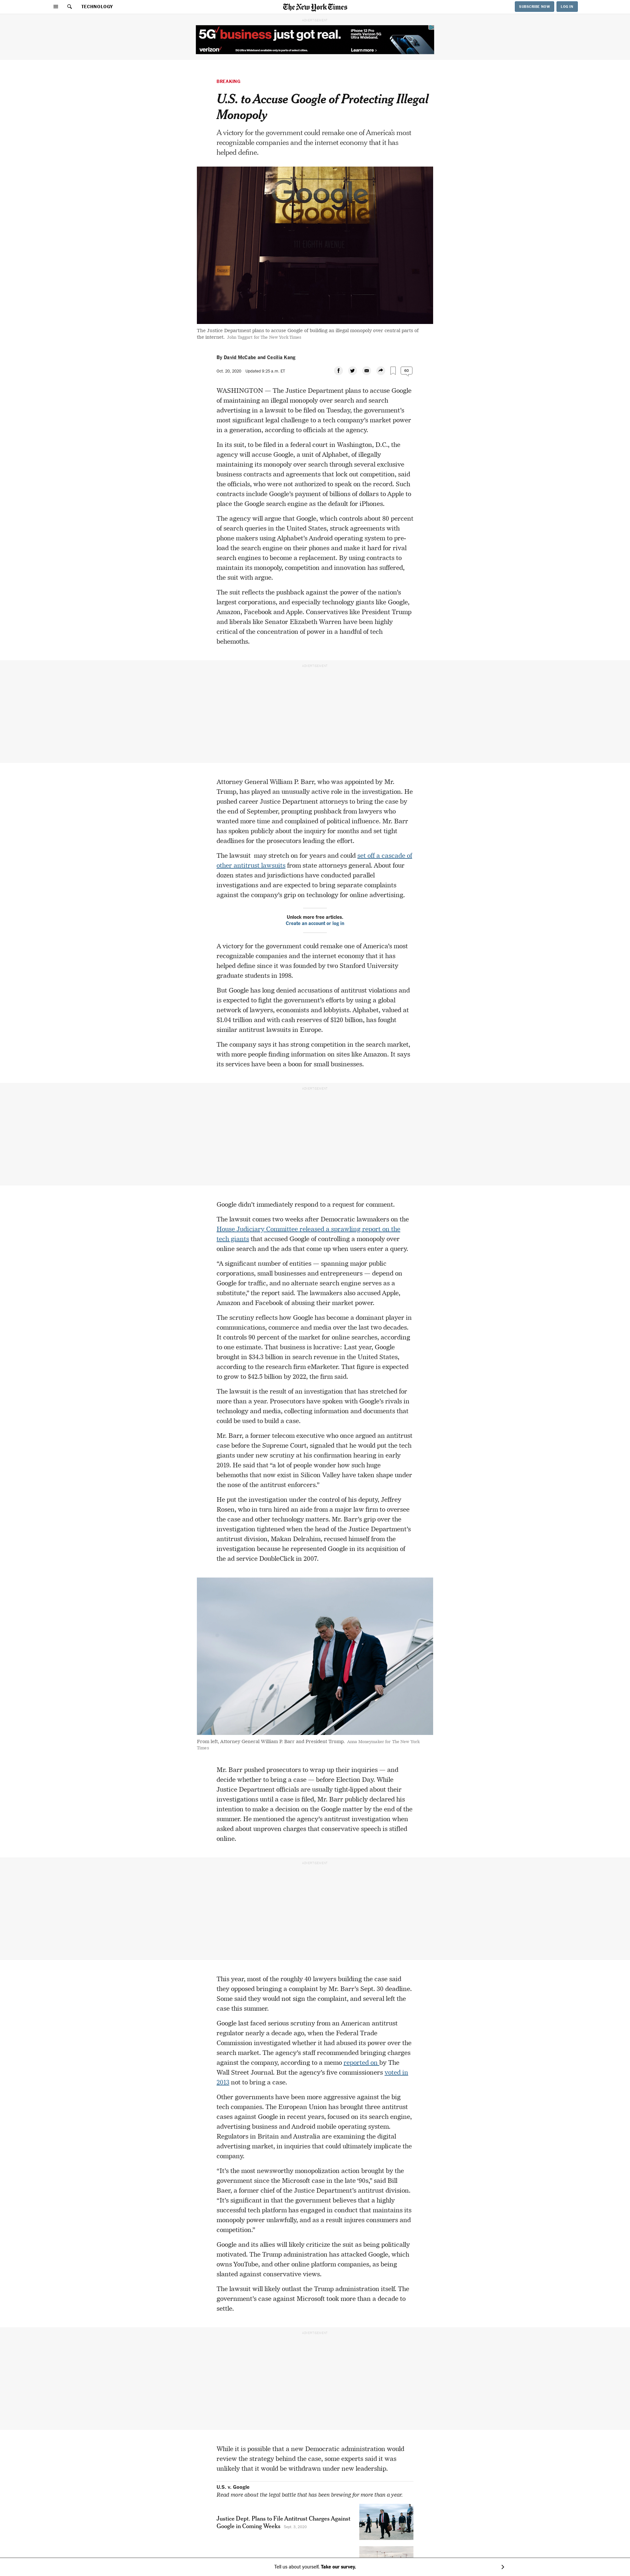 TECHNOLOGY
The New York Times
SUBSCRIBE NOW
LOG IN
5G business just got real.
verizon
iPhone 12 Pro
meets Verizon 5G
Ultra Wideband.
5G Ultra Wideband available only in parts of select cities.
Learn more
BREAKING
U.S. to Accuse Google of Protecting Illegal
Monopoly
A victory for the government could remake one of America's most
recognizable companies and the internet economy that it has
helped define.
Google
The Justice Department plans to accuse Google of building an illegal monopoly over central parts of
the internet. John Taggart for The New York Times
By David McCabe and Cecilia Kang
Oct. 20, 2020 Updated 8:25 a.m. ET
WASHINGTON — The Justice Department plans to accuse Google
of maintaining an illegal monopoly over search and search
advertising in a lawsuit to be filed on Tuesday, the government's
most significant legal challenge to a tech company's market power
in a generation, according to officials at the agency.
In its suit, to be filed in a federal court in Washington, D.C., the
agency will accuse Google, a unit of Alphabet, of illegally
maintaining its monopoly over search through several exclusive
business contracts and agreements that lock out competition, said
the officials, who were not authorized to speak on the record. Such
contracts include Google's payment of billions of dollars to Apple to
place the Google search engine as the default for iPhones.
The agency will argue that Google, which controls about 80 percent
of search queries in the United States, struck agreements with
phone makers using Alphabet's Android operating system to pre-
load the search engine on their phones and make it hard for rival
search engines to become a replacement. By using contracts to
maintain its monopoly, competition and innovation has suffered,
the suit with argue.
The suit reflects the pushback against the power of the nation's
largest corporations, and especially technology giants like Google,
Amazon, Facebook and Apple. Conservatives like President Trump
and liberals like Senator Elizabeth Warren have been highly
critical of the concentration of power in a handful of tech
behemoths.
ADVERTISEMENT
Attorney General William P. Barr, who was appointed by Mr.
Trump, has played an unusually active role in the investigation. He
pushed career Justice Department attorneys to bring the case by
the end of September, prompting pushback from lawyers who
wanted more time and complained of political influence. Mr. Barr
has spoken publicly about the inquiry for months and set tight
deadlines for the prosecutors leading the effort.
The lawsuit may stretch on for years and could set off a cascade of
other antitrust lawsuits from state attorneys general. About four
dozen states and jurisdictions have conducted parallel
investigations and are expected to bring separate complaints
against the company's grip on technology for online advertising.
Unlock more free articles.
Create an account or log in
A victory for the government could remake one of America's most
recognizable companies and the internet economy that it has
helped define since it was founded by two Stanford University
graduate students in 1998.
But Google has long denied accusations of antitrust violations and
is expected to fight the government's efforts by using a global
network of lawyers, economists and lobbyists. Alphabet, valued at
$1.04 trillion and with cash reserves of $120 billion, has fought
similar antitrust lawsuits in Europe.
The company says it has strong competition in the search market,
with more people finding information on sites like Amazon. It says
its services have been a boon for small businesses.
ADVERTISEMENT
Google didn't immediately respond to a request for comment.
The lawsuit comes two weeks after Democratic lawmakers on the
House Judiciary Committee released a sprawling report on the
tech giants that accused Google of controlling a monopoly over
online search and the ads that come up when users enter a query.
“A significant number of entities — spanning major public
corporations, small businesses and entrepreneurs — depend on
Google for traffic, and no alternate search engine serves as a
substitute,” the report said. The lawmakers also accused Apple,
Amazon and Facebook of abusing their market power.
The scrutiny reflects how Google has become a dominant player in
communications, commerce and media over the last two decades.
It controls 90 percent of the market for online searches, according
to one estimate. That business is lucrative: Last year, Google
brought in $34.3 billion in search revenue in the United States,
according to the research firm eMarketer. That figure is expected
to grow to $42.5 billion by 2022, the firm said.
The lawsuit is the result of an investigation that has stretched for
more than a year. Prosecutors have spoken with Google's rivals in
technology and media, collecting information and documents that
could be used to build a case.
Mr. Barr, a former telecom executive who once argued an antitrust
case before the Supreme Court, signaled that he would put the tech
giants under new scrutiny at his confirmation hearing in early
2019. He said that “a lot of people wonder how such huge
behemoths that now exist in Silicon Valley have taken shape under
the nose of the antitrust enforcers.”
He put the investigation under the control of his deputy, Jeffrey
Rosen, who in turn hired an aide from a major law firm to oversee
the case and other technology matters. Mr. Barr's grip over the
investigation tightened when the head of the Justice Department's
antitrust division, Makan Delrahim, recused himself from the
investigation because he represented Google in its acquisition of
the ad service DoubleClick in 2007.
From left, Attorney General William P. Barr and President Trump. Anna Moneymaker for The New York
Times
Mr. Barr pushed prosecutors to wrap up their inquiries — and
decide whether to bring a case — before Election Day. While
Justice Department officials are usually tight-lipped about their
investigations until a case is filed, Mr. Barr publicly declared his
intention to make a decision on the Google matter by the end of the
summer. He mentioned the agency's antitrust investigation when
asked about unproven charges that conservative speech is stifled
online.
ADVERTISEMENT
This year, most of the roughly 40 lawyers building the case said
they opposed bringing a complaint by Mr. Barr's Sept. 30 deadline.
Some said they would not sign the complaint, and several left the
case this summer.
Google last faced serious scrutiny from an American antitrust
regulator nearly a decade ago, when the Federal Trade
Commission investigated whether it had abused its power over the
search market. The agency's staff recommended bringing charges
against the company, according to a memo reported on by The
Wall Street Journal. But the agency's five commissioners voted in
2013 not to bring a case.
Other governments have been more aggressive against the big
tech companies. The European Union has brought three antitrust
cases against Google in recent years, focused on its search engine,
advertising business and Android mobile operating system.
Regulators in Britain and Australia are examining the digital
advertising market, in inquiries that could ultimately implicate the
company.
“It's the most newsworthy monopolization action brought by the
government since the Microsoft case in the late '90s,” said Bill
Baer, a former chief of the Justice Department's antitrust division.
“It's significant in that the government believes that a highly
successful tech platform has engaged in conduct that maintains its
monopoly power unlawfully, and as a result injures consumers and
competition.”
Google and its allies will likely criticize the suit as being politically
motivated. The Trump administration has attacked Google, which
owns YouTube, and other online platform companies, as being
slanted against conservative views.
The lawsuit will likely outlast the Trump administration itself. The
government's case against Microsoft took more than a decade to
settle.
ADVERTISEMENT
While it is possible that a new Democratic administration would
review the strategy behind the case, some experts said it was
unlikely that it would be withdrawn under new leadership.
U.S. v. Google
Read more about the legal battle that has been brewing for more than a year.
Justice Dept. Plans to File Antitrust Charges Against
Google in Coming Weeks Sept. 3, 2020
Tell us about yourself. Take our survey.